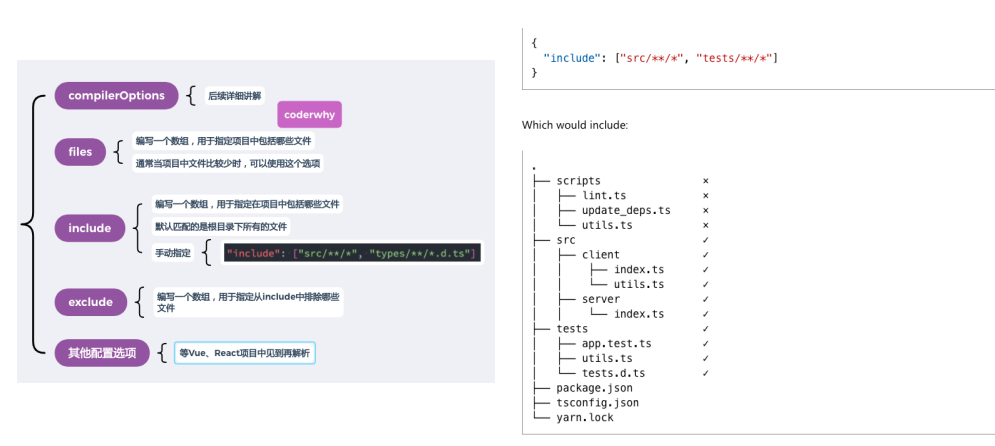 compilerOptions
后续详细讲解
coderwhy
files
编写一个数组，用于指定项目中包括哪些文件
通常当项目中文件比较少时，可以使用这个选项
include
编写一个数组，用于指定在项目中包括哪些文件
默认匹配的是根目录下所有的文件
手动指定
"include": ["src/**/*", "types/**/*.d.ts"]
exclude
编写一个数组，用于指定从include中排除哪些
文件
其他配置选项
等Vue、React项目中见到再解析
{
"include": ["src/**/*", "tests/**/*"]
}
Which would include:
.
├── scripts ⨯
│ ├── lint.ts ⨯
│ ├── update_deps.ts ⨯
│ └── utils.ts ⨯
├── src ✓
│ ├── client ✓
│ │ ├── index.ts ✓
│ │ └── utils.ts ✓
│ ├── server ✓
│ │ └── index.ts ✓
├── tests ✓
│ ├── app.test.ts ✓
│ ├── utils.ts ✓
│ └── tests.d.ts ✓
├── package.json
├── tsconfig.json
└── yarn.lock